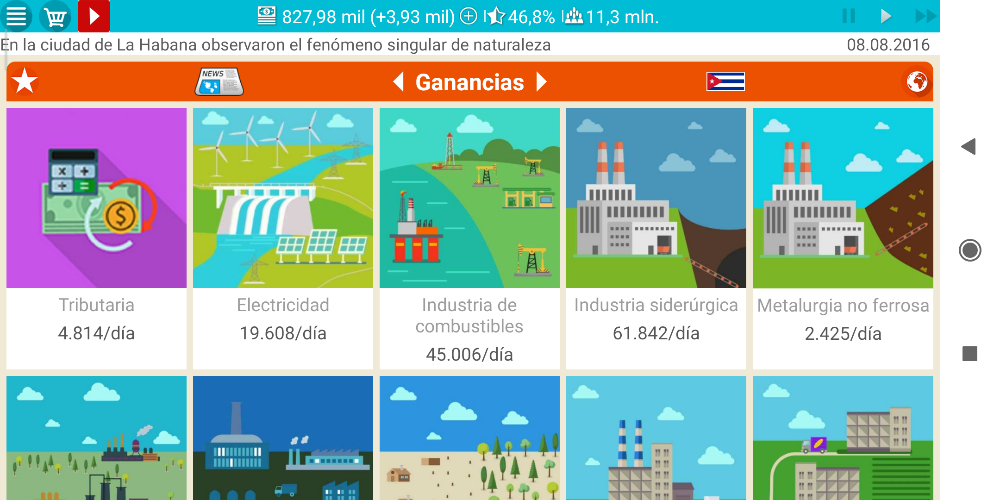 827,98 mil (+3,93 mil) 46,8% 11,3 mln.
En la ciudad de La Habana observaron el fenómeno singular de naturaleza 08.08.2016
NEWS Ganancias
Tributaria
4.814/día
Electricidad
19.608/día
Industria de
combustibles
45.006/día
Industria siderúrgica
61.842/día
Metalurgia no ferrosa
2.425/día